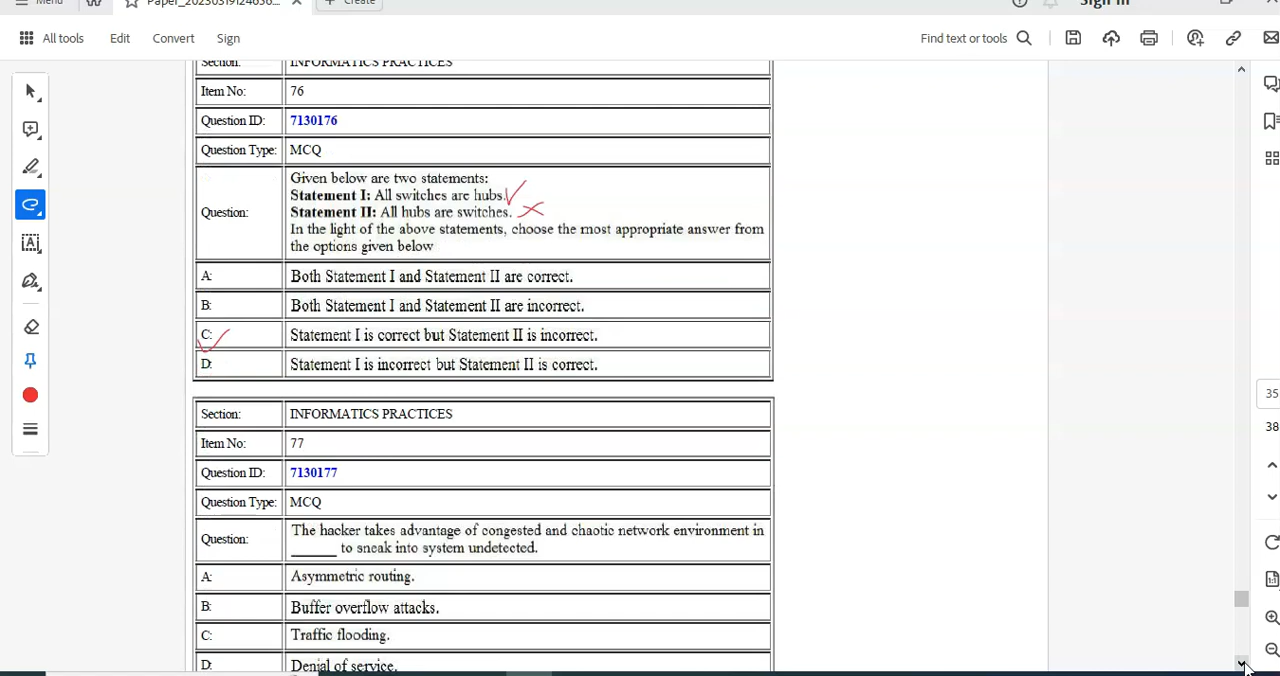 Menu
Paper_20230319124636...
Create
Sign in
All tools
Edit
Convert
Sign
Find text or tools
Section:
INFORMATICS PRACTICES
Item No:
76
Question ID:
7130176
Question Type:
MCQ
Question:
Given below are two statements:
Statement I: All switches are hubs.
Statement II: All hubs are switches.
In the light of the above statements, choose the most appropriate answer from
the options given below
A:
Both Statement I and Statement II are correct.
B:
Both Statement I and Statement II are incorrect.
C:
Statement I is correct but Statement II is incorrect.
D:
Statement I is incorrect but Statement II is correct.
Section:
INFORMATICS PRACTICES
Item No:
77
Question ID:
7130177
Question Type:
MCQ
Question:
The hacker takes advantage of congested and chaotic network environment in
______ to sneak into system undetected.
A:
Asymmetric routing.
B:
Buffer overflow attacks.
C:
Traffic flooding.
D:
Denial of service.
35
38
1:1